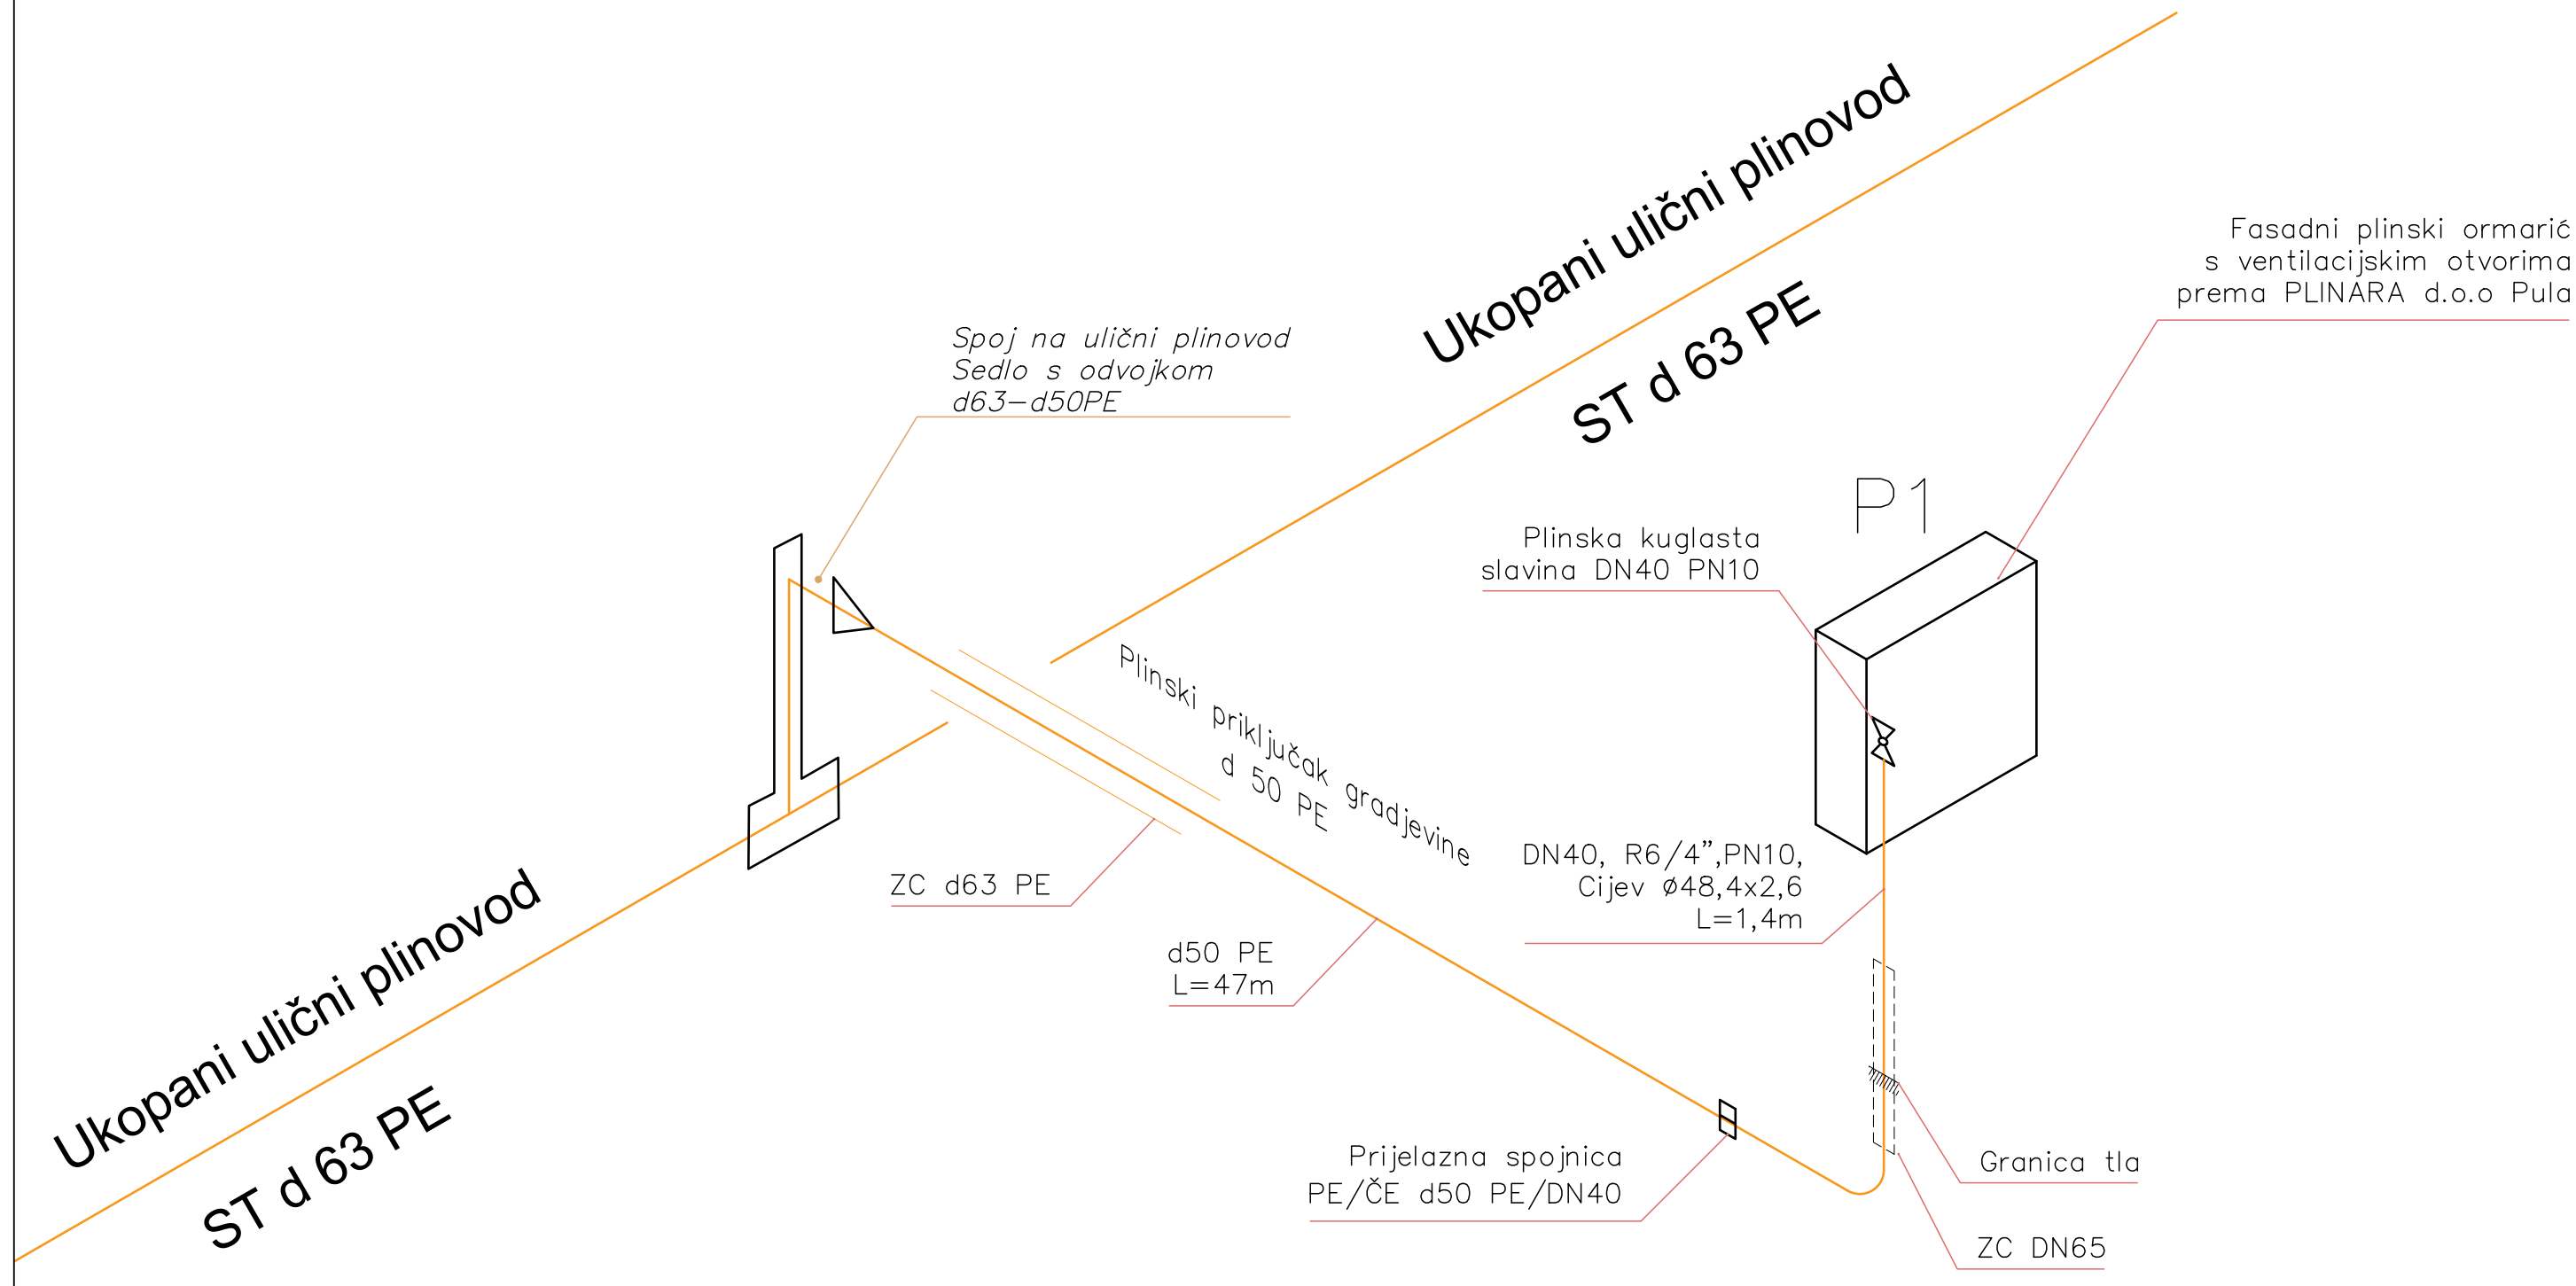 Ukopani ulični plinovod
ST d 63 PE
Fasadni plinski ormarić
s ventilacijskim otvorima
prema PLINARA d.o.o Pula
Spoj na ulični plinovod
Sedlo s odvojkom
d63-d50PE
P1
Plinska kuglasta
slavina DN40 PN10
Plinski priključak gradjevine
d 50 PE
ZC d63 PE
DN40, R6/4",PN10,
Cijev ø48,4x2,6
L=1,4m
d50 PE
L=47m
Ukopani ulični plinovod
ST d 63 PE
Prijelazna spojnica
PE/ČE d50 PE/DN40
Granica tla
ZC DN65